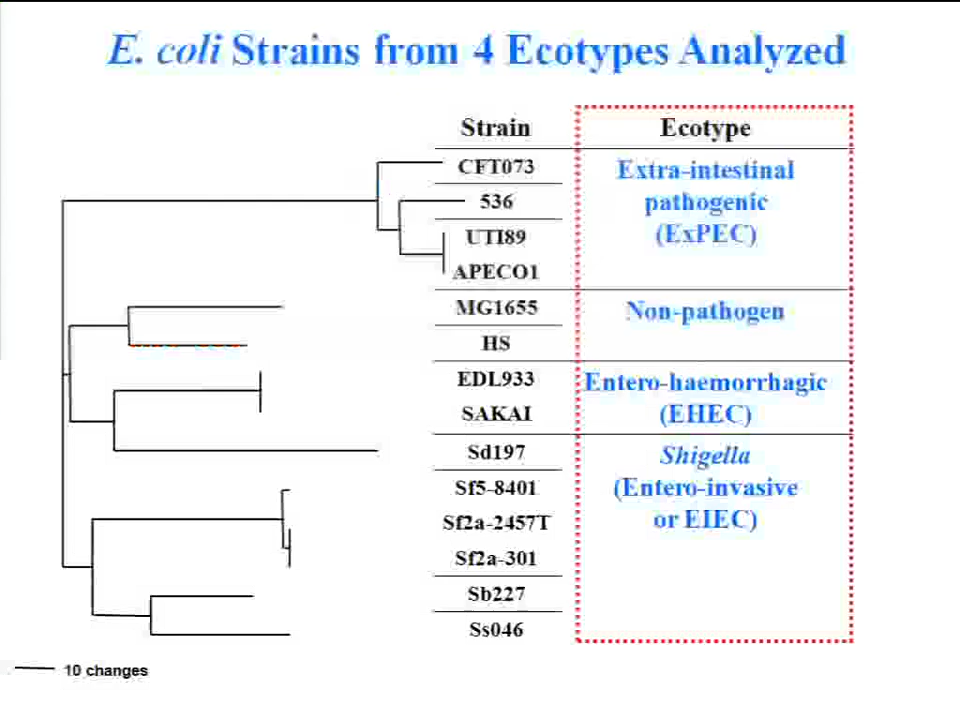 E. coli Strains from 4 Ecotypes Analyzed
Strain Ecotype
CFT073
536
UTI89
APECO1
Extra-intestinal
pathogenic
(ExPEC)
MG1655
HS
Non-pathogen
EDL933
SAKAI
Entero-haemorrhagic
(EHEC)
Sd197
Sf5-8401
Sf2a-2457T
Sf2a-301
Sb227
Ss046
Shigella
(Entero-invasive
or EIEC)
10 changes